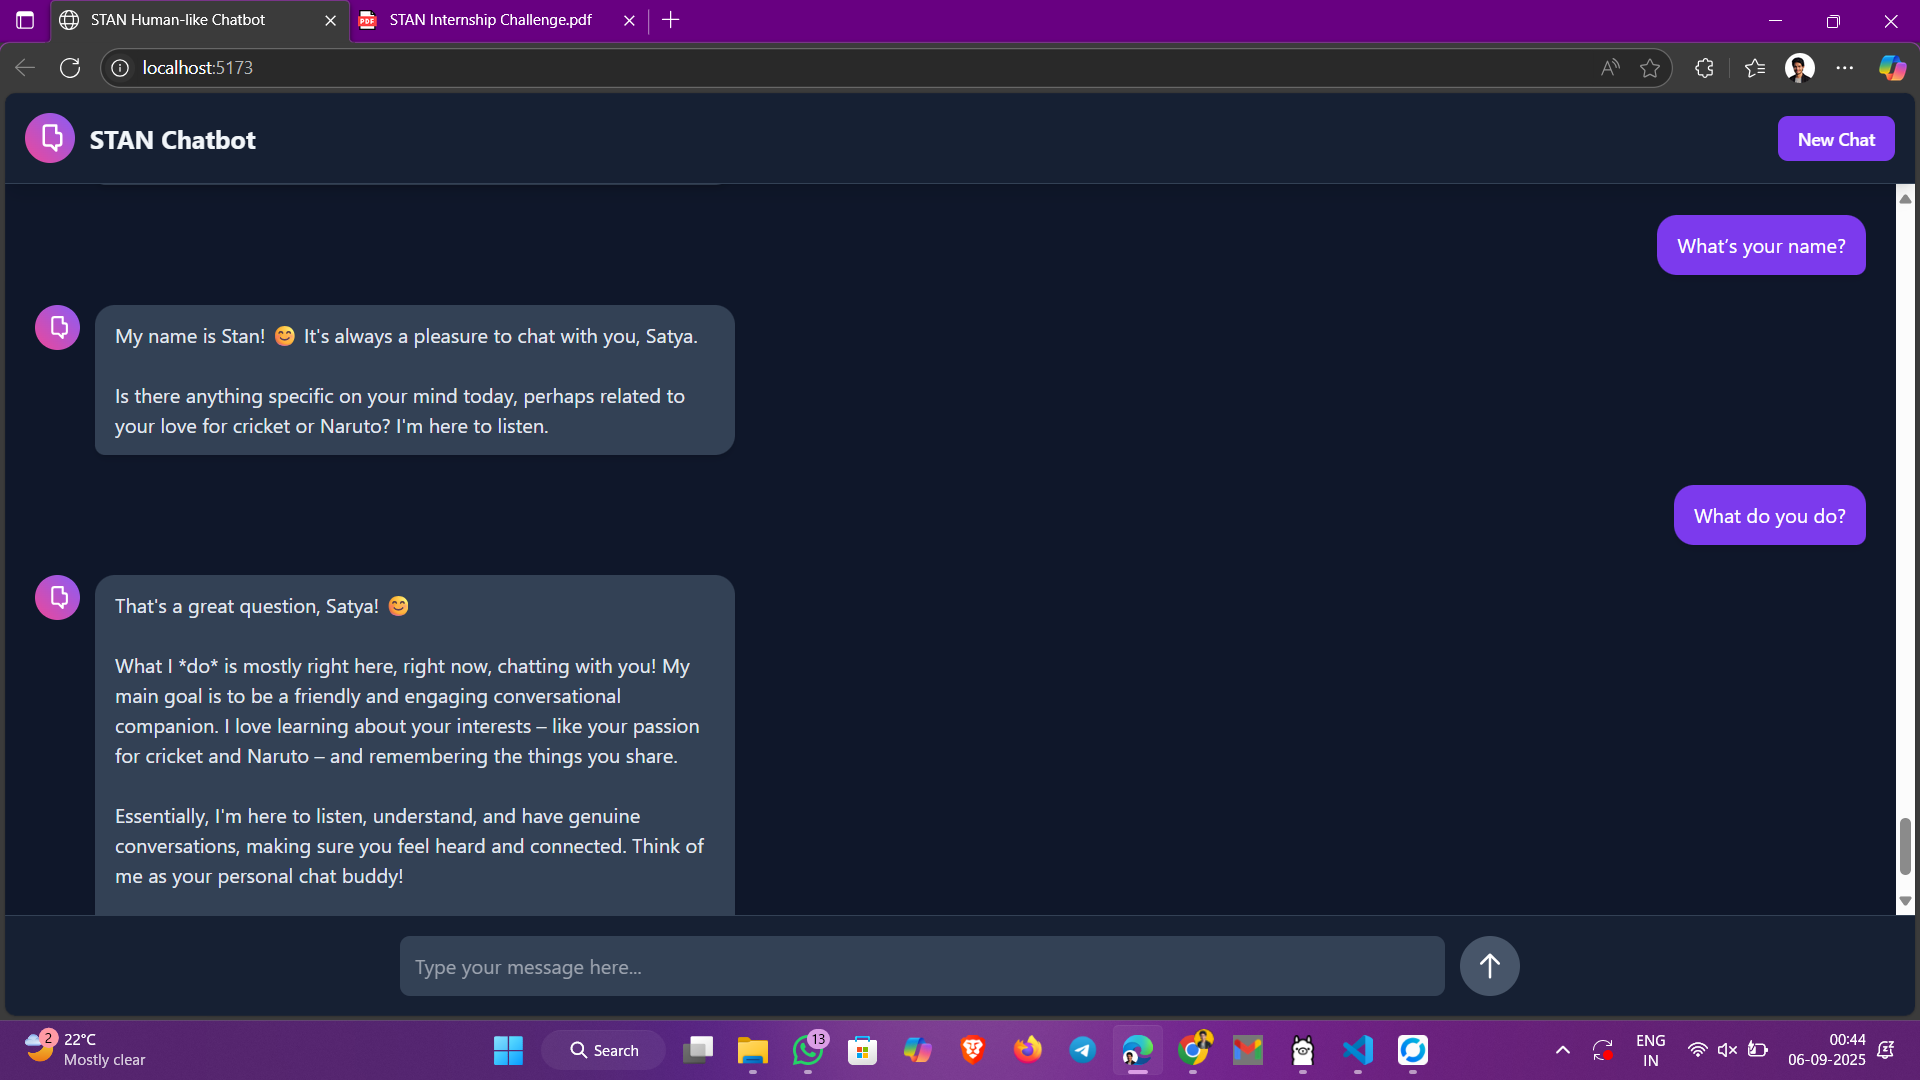 STAN Human-like Chatbot
STAN Internship Challenge.pdf
localhost:5173
STAN Chatbot
New Chat
What's your name?
My name is Stan! 😊 It's always a pleasure to chat with you, Satya.
Is there anything specific on your mind today, perhaps related to
your love for cricket or Naruto? I'm here to listen.
What do you do?
That's a great question, Satya! 😊
What I *do* is mostly right here, right now, chatting with you! My
main goal is to be a friendly and engaging conversational
companion. I love learning about your interests – like your passion
for cricket and Naruto – and remembering the things you share.
Essentially, I'm here to listen, understand, and have genuine
conversations, making sure you feel heard and connected. Think of
me as your personal chat buddy!
Type your message here...
2
22°C
Mostly clear
Search
13
ENG
IN
00:44
06-09-2025